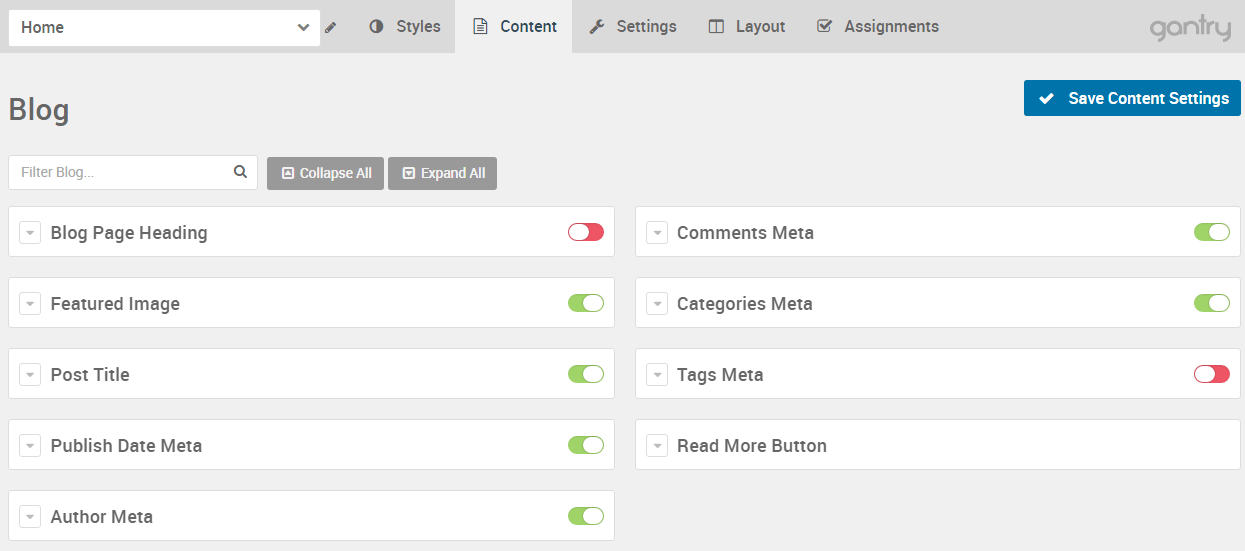 Home
Styles
Content
Settings
Layout
Assignments
gantry
Blog
Save Content Settings
Filter Blog...
Collapse All
Expand All
Blog Page Heading
Featured Image
Post Title
Publish Date Meta
Author Meta
Comments Meta
Categories Meta
Tags Meta
Read More Button